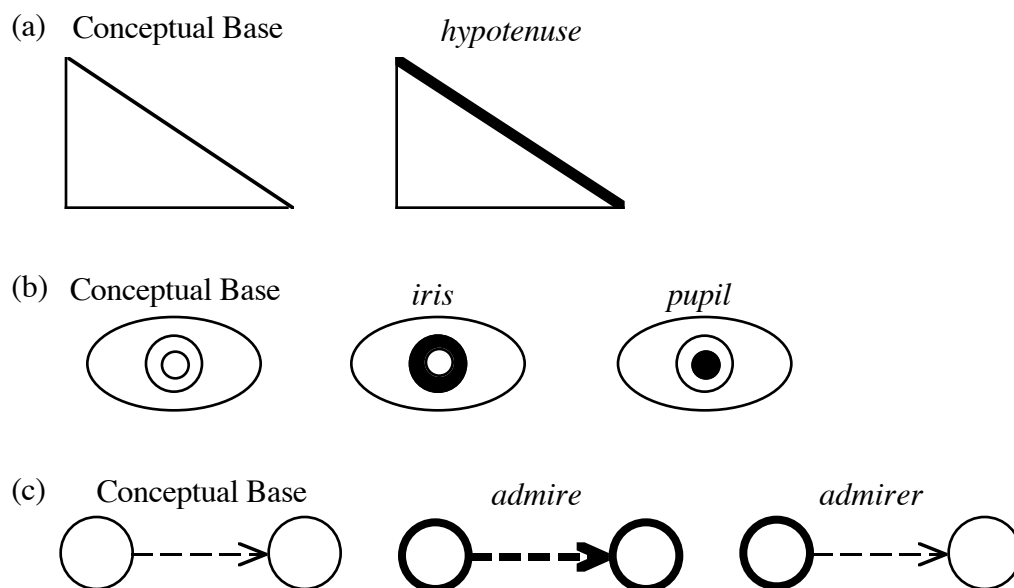 (a) Conceptual Base hypotenuse
(b) Conceptual Base iris pupil
(c) Conceptual Base admire admirer